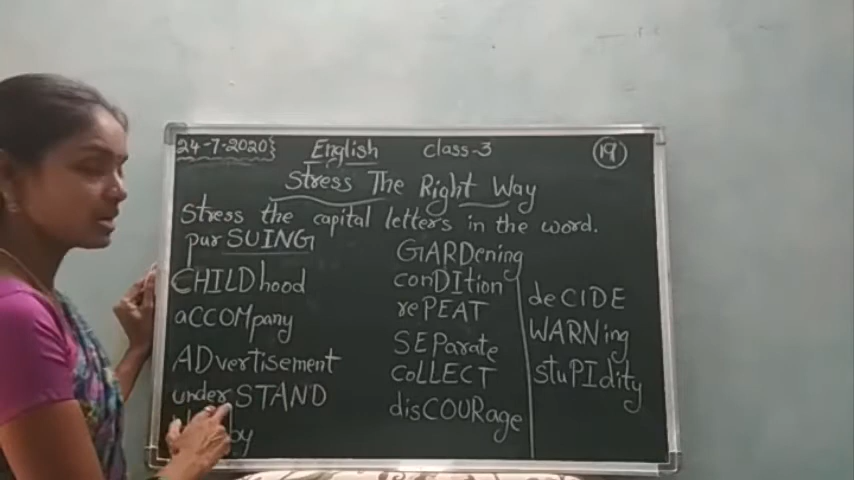 24-7-2020 English Class-3 19
Stress The Right Way
Stress the capital letters in the word.
purSUING
CHILDhood
aCCOMpany
ADvertisement
underSTAND
GARDening
conDItion
rePEAT
SEParate
coLLECT
disCOURage
deCIDE
WARNing
stuPIdity